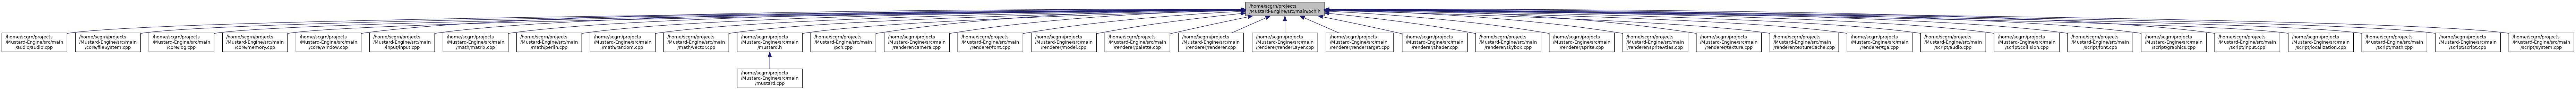 /home/scgm/projects
/Mustard-Engine/src/main/pch.h
/home/scgm/projects
/Mustard-Engine/src/main
/audio/audio.cpp
/home/scgm/projects
/Mustard-Engine/src/main
/core/fileSystem.cpp
/home/scgm/projects
/Mustard-Engine/src/main
/core/log.cpp
/home/scgm/projects
/Mustard-Engine/src/main
/core/memory.cpp
/home/scgm/projects
/Mustard-Engine/src/main
/core/window.cpp
/home/scgm/projects
/Mustard-Engine/src/main
/input/input.cpp
/home/scgm/projects
/Mustard-Engine/src/main
/math/matrix.cpp
/home/scgm/projects
/Mustard-Engine/src/main
/math/perlin.cpp
/home/scgm/projects
/Mustard-Engine/src/main
/math/random.cpp
/home/scgm/projects
/Mustard-Engine/src/main
/math/vector.cpp
/home/scgm/projects
/Mustard-Engine/src/main
/mustard.h
/home/scgm/projects
/Mustard-Engine/src/main
/pch.cpp
/home/scgm/projects
/Mustard-Engine/src/main
/renderer/camera.cpp
/home/scgm/projects
/Mustard-Engine/src/main
/renderer/font.cpp
/home/scgm/projects
/Mustard-Engine/src/main
/renderer/model.cpp
/home/scgm/projects
/Mustard-Engine/src/main
/renderer/palette.cpp
/home/scgm/projects
/Mustard-Engine/src/main
/renderer/renderer.cpp
/home/scgm/projects
/Mustard-Engine/src/main
/renderer/renderLayer.cpp
/home/scgm/projects
/Mustard-Engine/src/main
/renderer/renderTarget.cpp
/home/scgm/projects
/Mustard-Engine/src/main
/renderer/shader.cpp
/home/scgm/projects
/Mustard-Engine/src/main
/renderer/skybox.cpp
/home/scgm/projects
/Mustard-Engine/src/main
/renderer/sprite.cpp
/home/scgm/projects
/Mustard-Engine/src/main
/renderer/spriteAtlas.cpp
/home/scgm/projects
/Mustard-Engine/src/main
/renderer/texture.cpp
/home/scgm/projects
/Mustard-Engine/src/main
/renderer/textureCache.cpp
/home/scgm/projects
/Mustard-Engine/src/main
/renderer/tga.cpp
/home/scgm/projects
/Mustard-Engine/src/main
/script/audio.cpp
/home/scgm/projects
/Mustard-Engine/src/main
/script/collision.cpp
/home/scgm/projects
/Mustard-Engine/src/main
/script/font.cpp
/home/scgm/projects
/Mustard-Engine/src/main
/script/graphics.cpp
/home/scgm/projects
/Mustard-Engine/src/main
/script/input.cpp
/home/scgm/projects
/Mustard-Engine/src/main
/script/localization.cpp
/home/scgm/projects
/Mustard-Engine/src/main
/script/math.cpp
/home/scgm/projects
/Mustard-Engine/src/main
/script/script.cpp
/home/scgm/projects
/Mustard-Engine/src/main
/script/system.cpp
/home/scgm/projects
/Mustard-Engine/src/main
/mustard.cpp